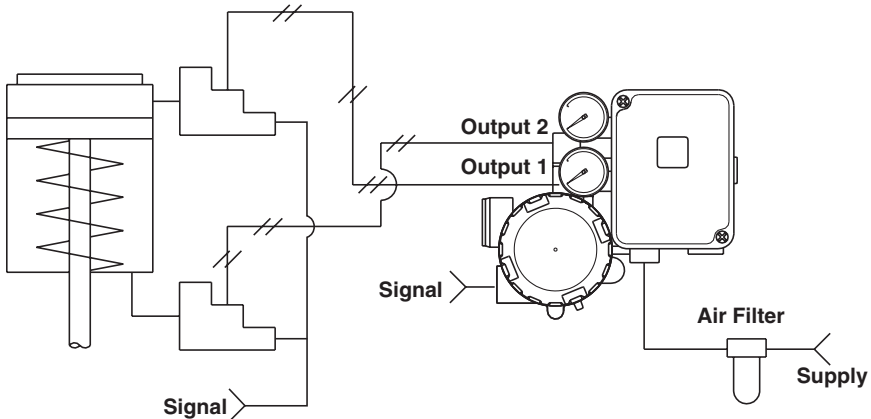 Output 2
Output 1
Signal
Air Filter
Supply
Signal